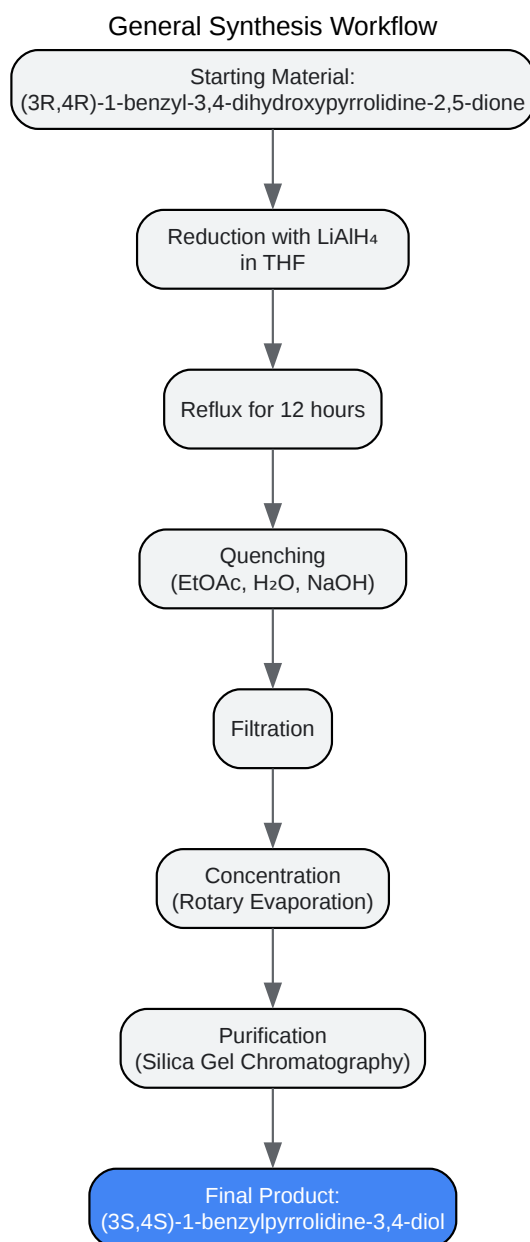 General Synthesis Workflow
Starting Material:
(3R,4R)-1-benzyl-3,4-dihydroxypyrrolidine-2,5-dione
Reduction with LiAlH₄
in THF
Reflux for 12 hours
Quenching
(EtOAc, H₂O, NaOH)
Filtration
Concentration
(Rotary Evaporation)
Purification
(Silica Gel Chromatography)
Final Product:
(3S,4S)-1-benzylpyrrolidine-3,4-diol